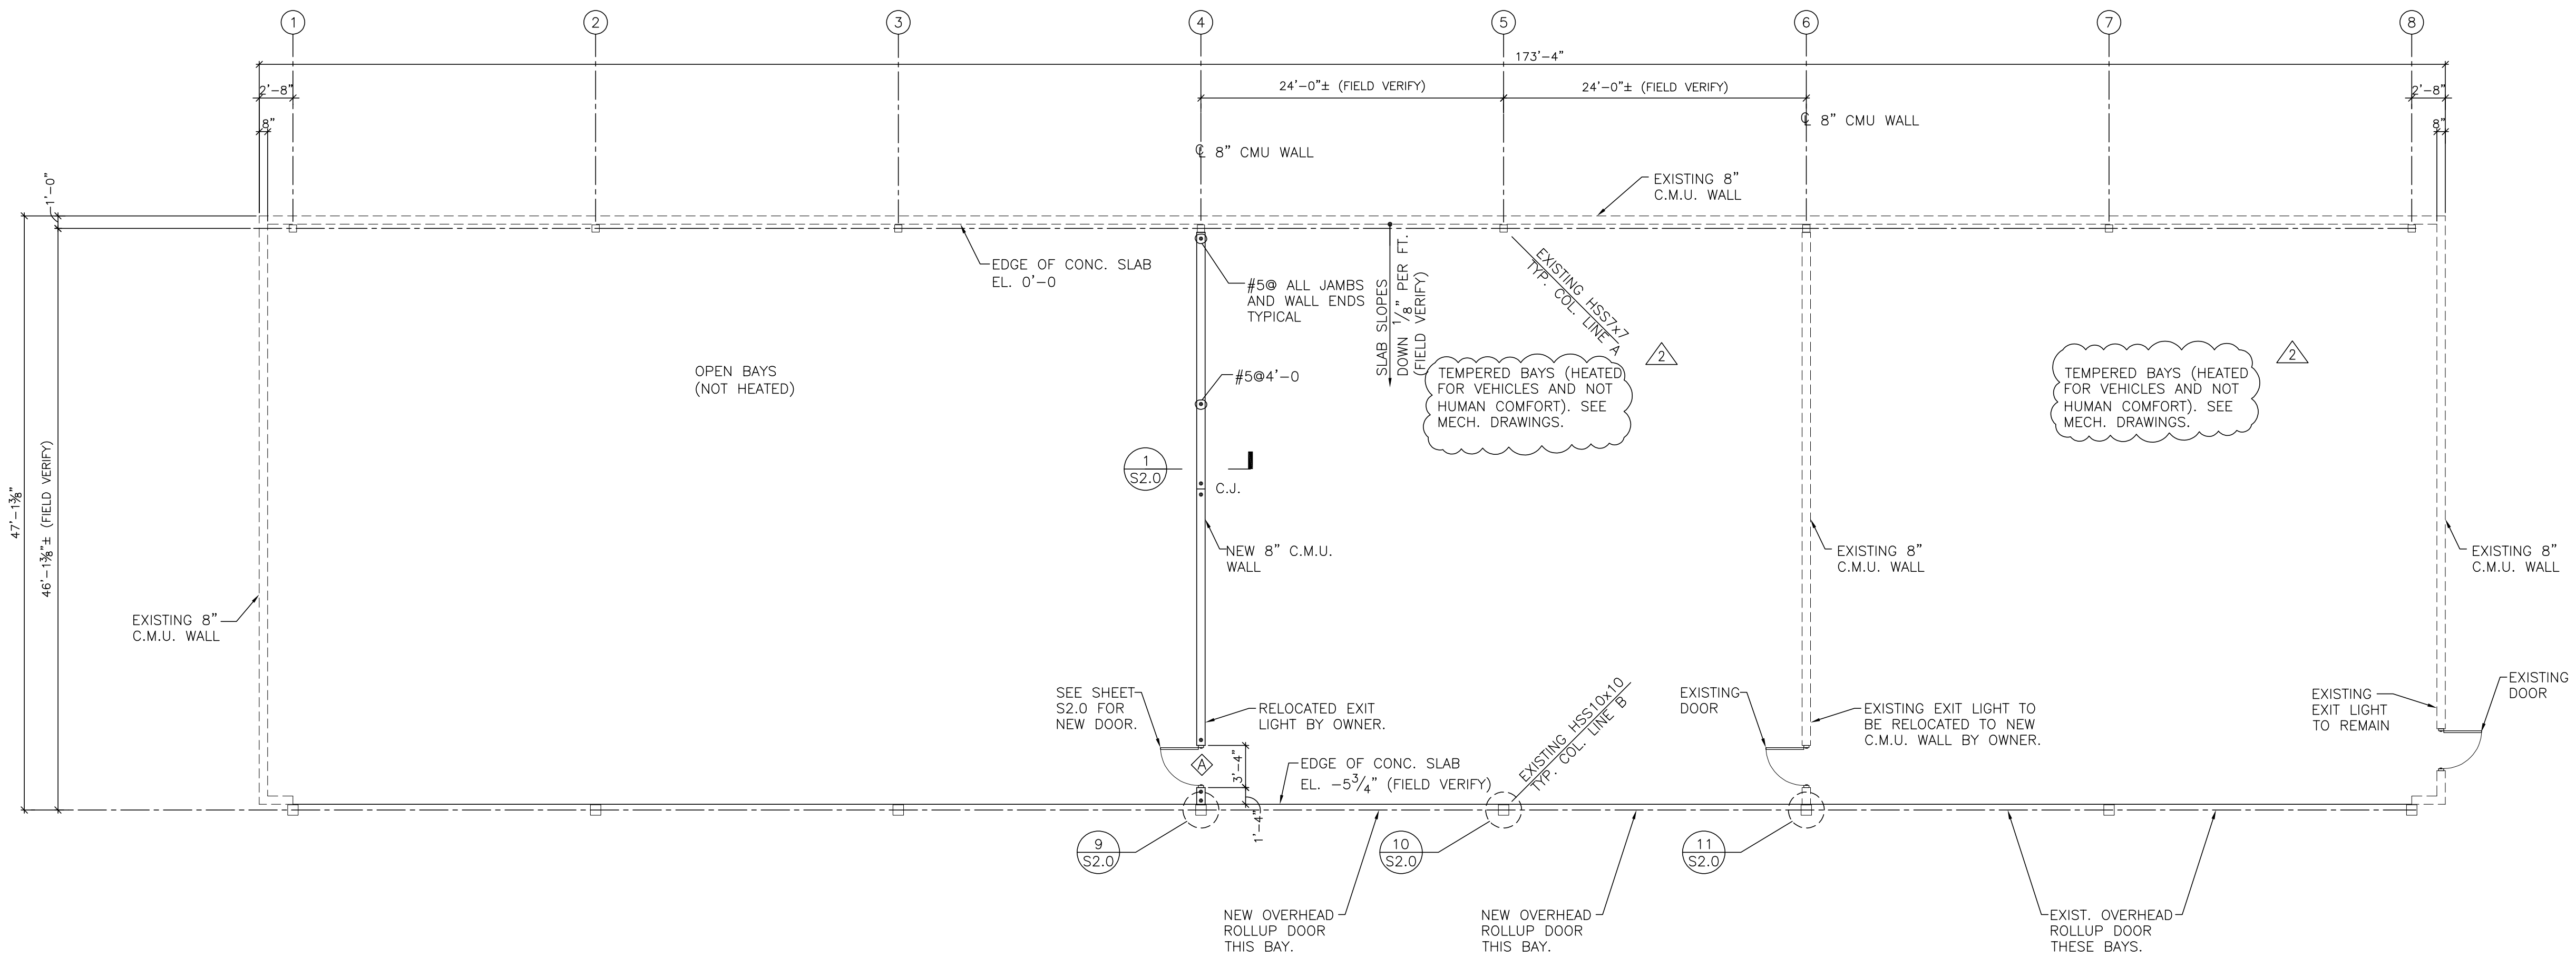 1
2
3
4
5
6
7
8
173'-4"
2'-8"
24'-0"± (FIELD VERIFY)
24'-0"± (FIELD VERIFY)
2'-8"
8"
8"
℄ 8" CMU WALL
℄ 8" CMU WALL
1'-0"
EXISTING 8"
C.M.U. WALL
EDGE OF CONC. SLAB
EL. 0'-0
#5@ ALL JAMBS
AND WALL ENDS
TYPICAL
SLAB SLOPES
DOWN 1/8" PER FT.
(FIELD VERIFY)
EXISTING HSS7x7
TYP. COL. LINE A
OPEN BAYS
(NOT HEATED)
#5@4'-0
2
TEMPERED BAYS (HEATED
FOR VEHICLES AND NOT
HUMAN COMFORT). SEE
MECH. DRAWINGS.
2
TEMPERED BAYS (HEATED
FOR VEHICLES AND NOT
HUMAN COMFORT). SEE
MECH. DRAWINGS.
47'-1⅜"
46'-1⅜"± (FIELD VERIFY)
1
S2.0
C.J.
NEW 8" C.M.U.
WALL
EXISTING 8"
C.M.U. WALL
EXISTING 8"
C.M.U. WALL
EXISTING 8"
C.M.U. WALL
SEE SHEET
S2.0 FOR
NEW DOOR.
RELOCATED EXIT
LIGHT BY OWNER.
EXISTING HSS10x10
TYP. COL. LINE B
EXISTING
DOOR
EXISTING EXIT LIGHT TO
BE RELOCATED TO NEW
C.M.U. WALL BY OWNER.
EXISTING
EXIT LIGHT
TO REMAIN
EXISTING
DOOR
A
3'-4"
EDGE OF CONC. SLAB
EL. -5¾" (FIELD VERIFY)
1'-4"
9
S2.0
10
S2.0
11
S2.0
NEW OVERHEAD
ROLLUP DOOR
THIS BAY.
NEW OVERHEAD
ROLLUP DOOR
THIS BAY.
EXIST. OVERHEAD
ROLLUP DOOR
THESE BAYS.